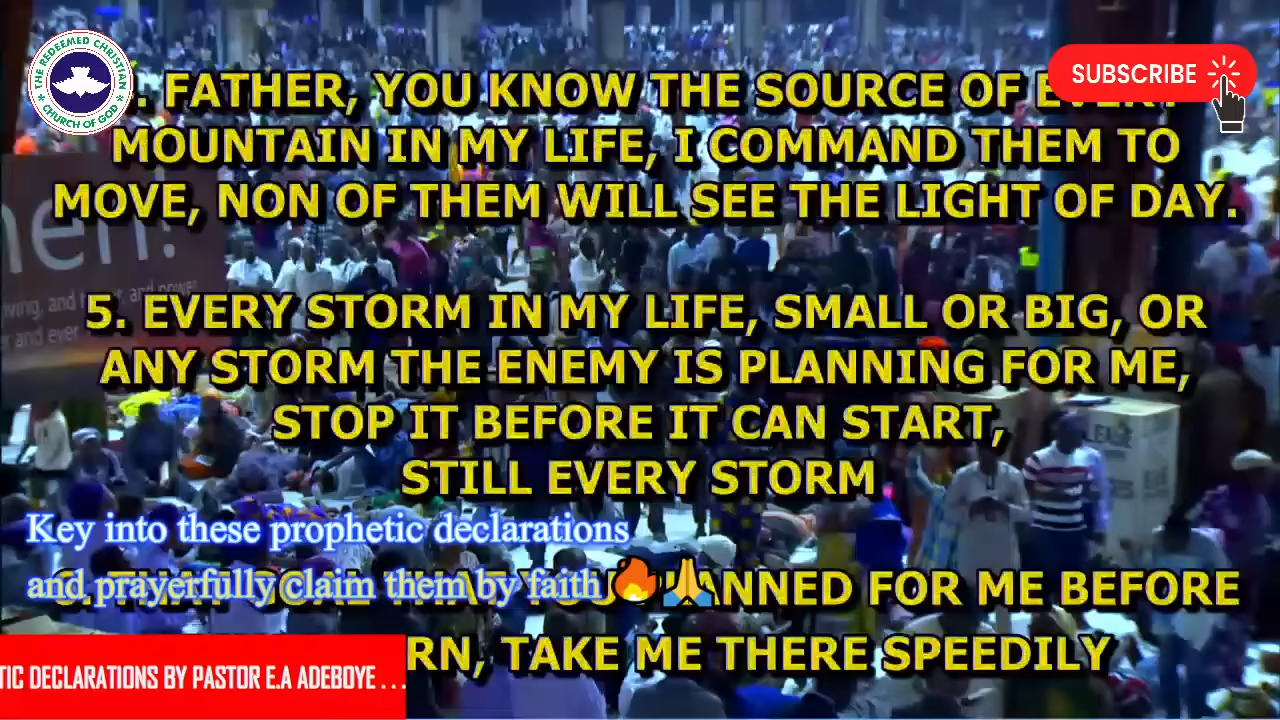 THE REDEEMED CHRISTIAN
CHURCH OF GOD
SUBSCRIBE
. FATHER, YOU KNOW THE SOURCE OF EVERY
MOUNTAIN IN MY LIFE, I COMMAND THEM TO
MOVE, NON OF THEM WILL SEE THE LIGHT OF DAY.
5. EVERY STORM IN MY LIFE, SMALL OR BIG, OR
ANY STORM THE ENEMY IS PLANNING FOR ME,
STOP IT BEFORE IT CAN START,
STILL EVERY STORM
Key into these prophetic declarations
and prayerfully claim them by faith🔥🙏
ANNED FOR ME BEFORE
RN, TAKE ME THERE SPEEDILY
TIC DECLARATIONS BY PASTOR E.A ADEBOYE . . .